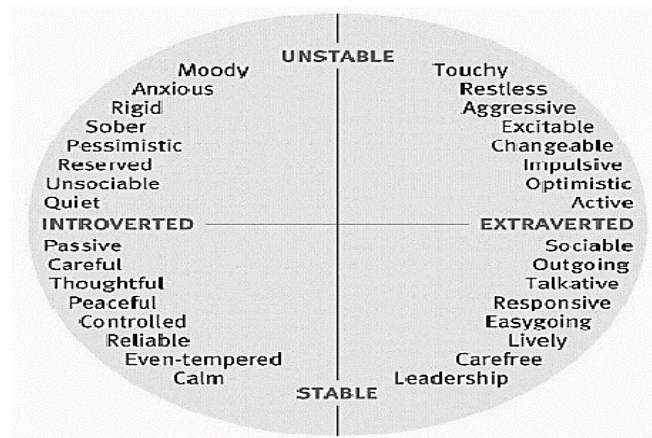 UNSTABLE
Moody Touchy
Anxious Restless
Rigid Aggressive
Sober Excitable
Pessimistic Changeable
Reserved Impulsive
Unsociable Optimistic
Quiet Active
INTROVERTED EXTRAVERTED
Passive Sociable
Careful Outgoing
Thoughtful Talkative
Peaceful Responsive
Controlled Easygoing
Reliable Lively
Even-tempered Carefree
Calm Leadership
STABLE